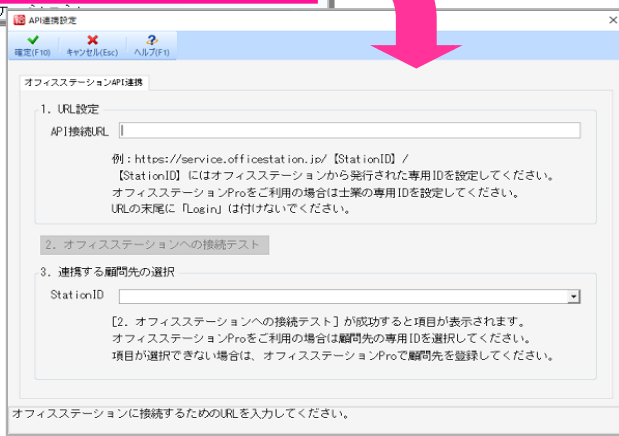 API連携設定
確定(F10) キャンセル(Esc) ヘルプ(F1)
オフィスステーションAPI連携
1. URL設定
API接続URL
例：https://service.officestation.jp/【StationID】/
【StationID】にはオフィスステーションから発行された専用IDを設定してください。
オフィスステーションProをご利用の場合は士業の専用IDを設定してください。
URLの末尾に「Login」は付けないでください。
2. オフィスステーションへの接続テスト
3. 連携する顧問先の選択
StationID
[2. オフィスステーションへの接続テスト] が成功すると項目が表示されます。
オフィスステーションProをご利用の場合は顧問先の専用IDを選択してください。
項目が選択できない場合は、オフィスステーションProで顧問先を登録してください。
オフィスステーションに接続するためのURLを入力してください。